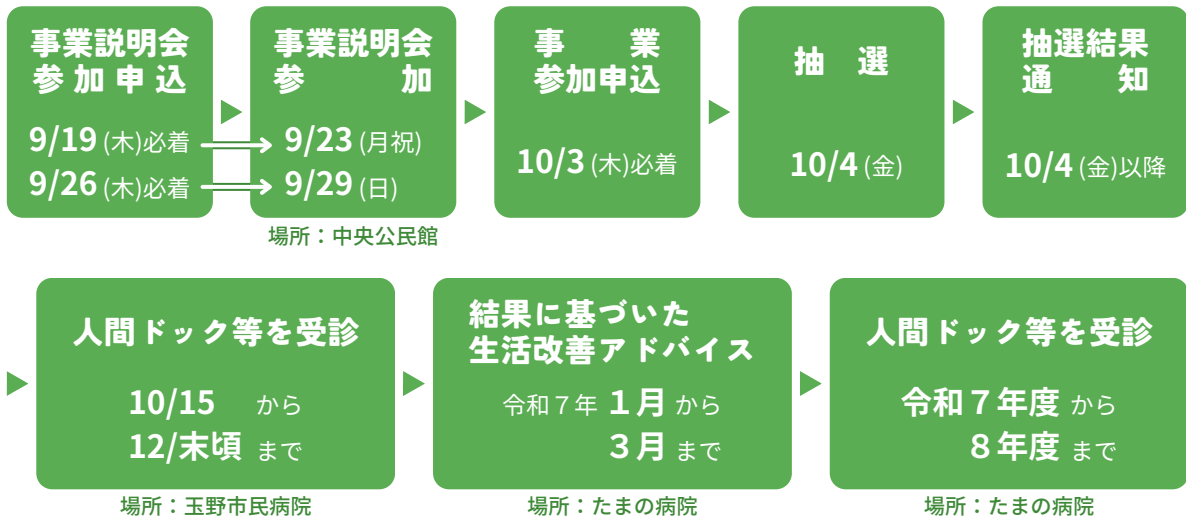 事業説明会
参加申込
9/19(木)必着
9/26(木)必着
事業説明会
参加
9/23(月祝)
9/29(日)
場所：中央公民館
事業
参加申込
10/3(木)必着
抽選
10/4(金)
抽選結果
通知
10/4(金)以降
人間ドック等を受診
10/15 から
12/末頃 まで
場所：玉野市民病院
結果に基づいた
生活改善アドバイス
令和７年 １月 から
３月 まで
場所：たまの病院
人間ドック等を受診
令和７年度 から
８年度 まで
場所：たまの病院